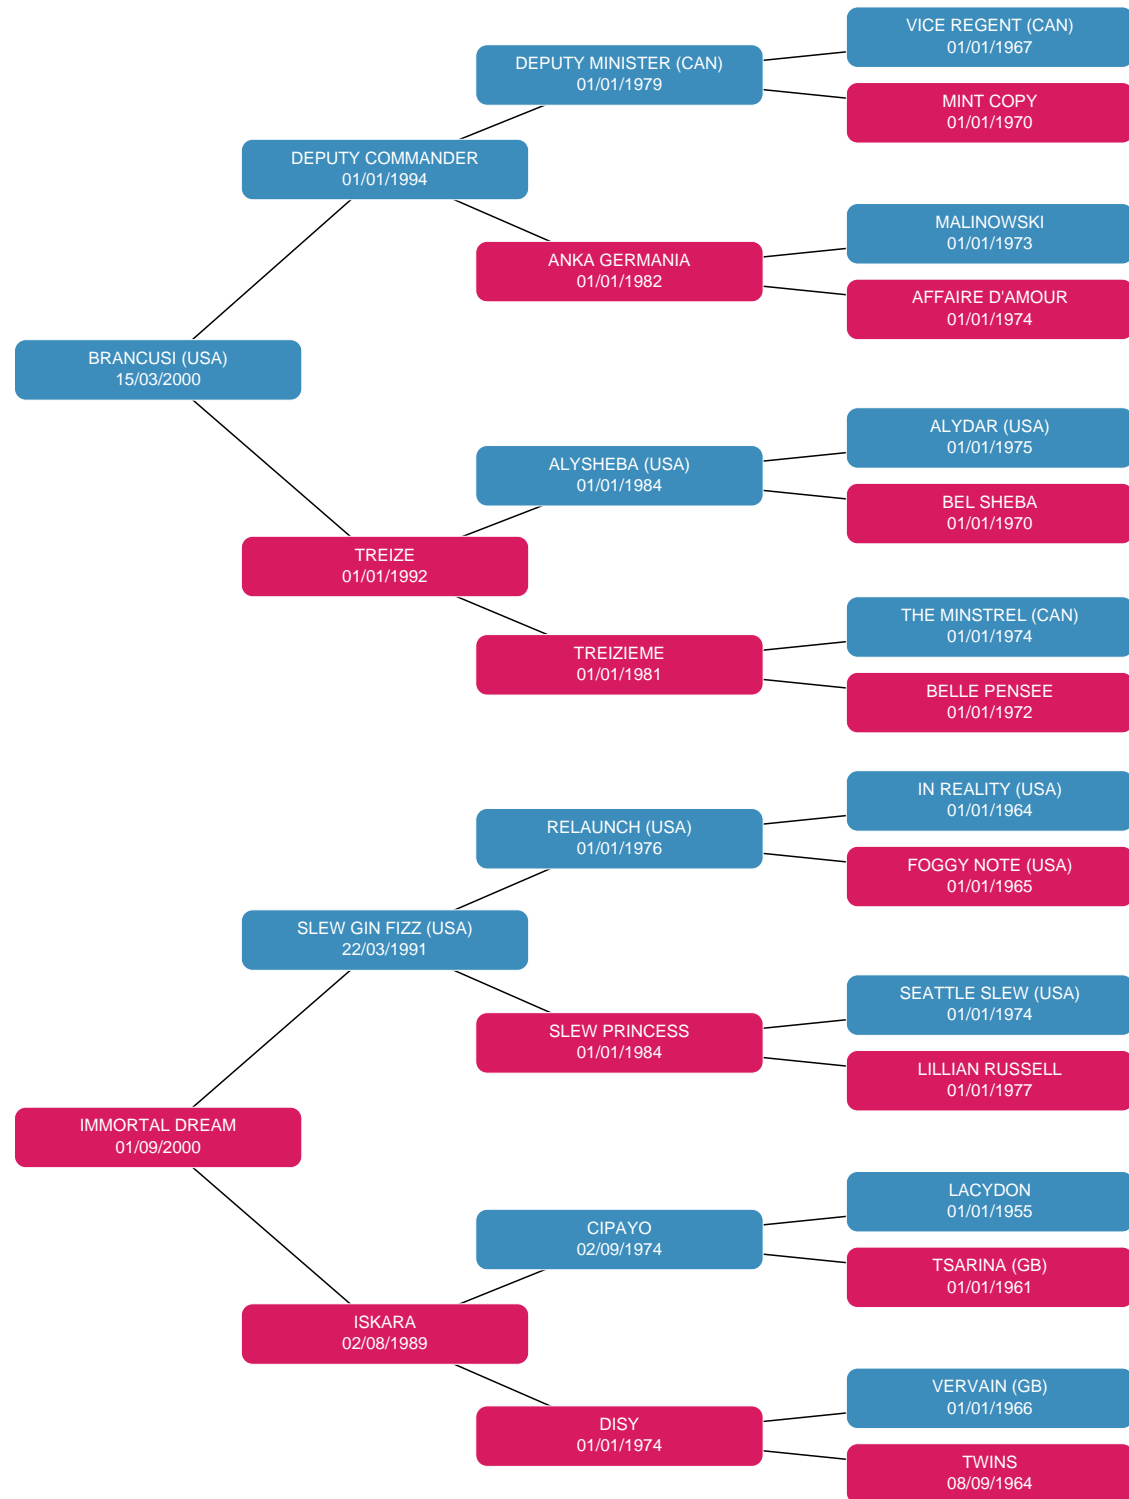 VICE REGENT (CAN)
01/01/1967
DEPUTY MINISTER (CAN)
01/01/1979
MINT COPY
01/01/1970
DEPUTY COMMANDER
01/01/1994
MALINOWSKI
01/01/1973
ANKA GERMANIA
01/01/1982
AFFAIRE D'AMOUR
01/01/1974
BRANCUSI (USA)
15/03/2000
ALYDAR (USA)
01/01/1975
ALYSHEBA (USA)
01/01/1984
BEL SHEBA
01/01/1970
TREIZE
01/01/1992
THE MINSTREL (CAN)
01/01/1974
TREIZIEME
01/01/1981
BELLE PENSEE
01/01/1972
IN REALITY (USA)
01/01/1964
RELAUNCH (USA)
01/01/1976
FOGGY NOTE (USA)
01/01/1965
SLEW GIN FIZZ (USA)
22/03/1991
SEATTLE SLEW (USA)
01/01/1974
SLEW PRINCESS
01/01/1984
LILLIAN RUSSELL
01/01/1977
IMMORTAL DREAM
01/09/2000
LACYDON
01/01/1955
CIPAYO
02/09/1974
TSARINA (GB)
01/01/1961
ISKARA
02/08/1989
VERVAIN (GB)
01/01/1966
DISY
01/01/1974
TWINS
08/09/1964